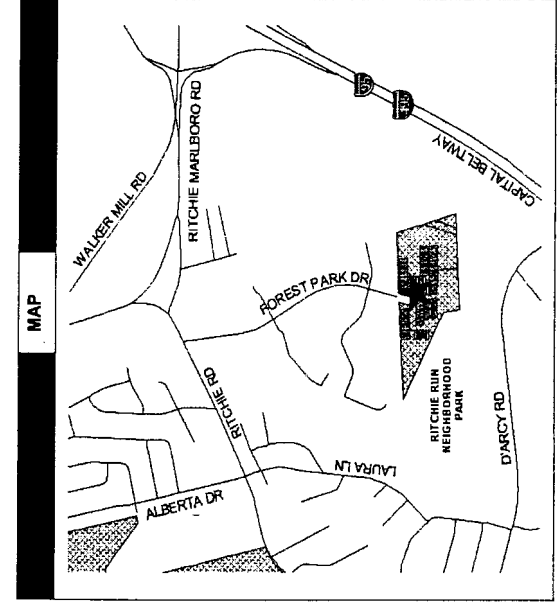 MAP
WALKER MILL RD
RITCHIE MARLBORO RD
CAPITAL BELTWAY
FOREST PARK DR
RITCHIE RD
RITCHIE RUN
NEIGHBORHOOD
PARK
ALBERTA DR
LAURA LN
D'ARCY RD